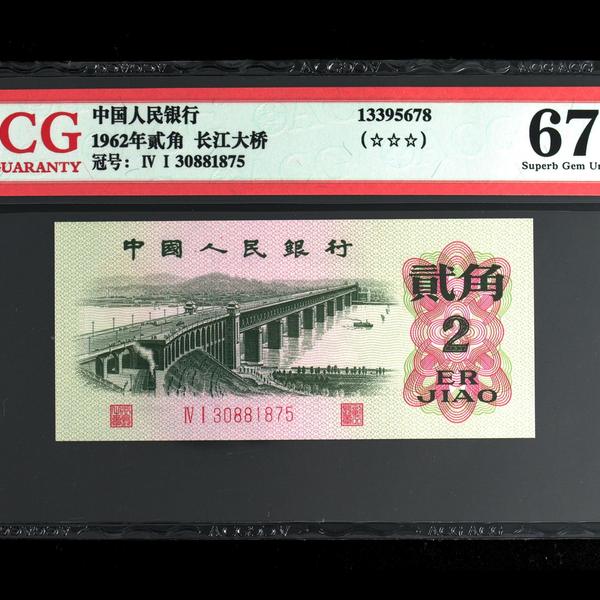 CG
UARANTY
中国人民银行
1962年贰角 长江大桥
冠号: IV I 30881875
13395678
(☆☆☆)
67
Superb Gem Un
中國人民銀行
貳角
2
ER
JIAO
IV I 30881875